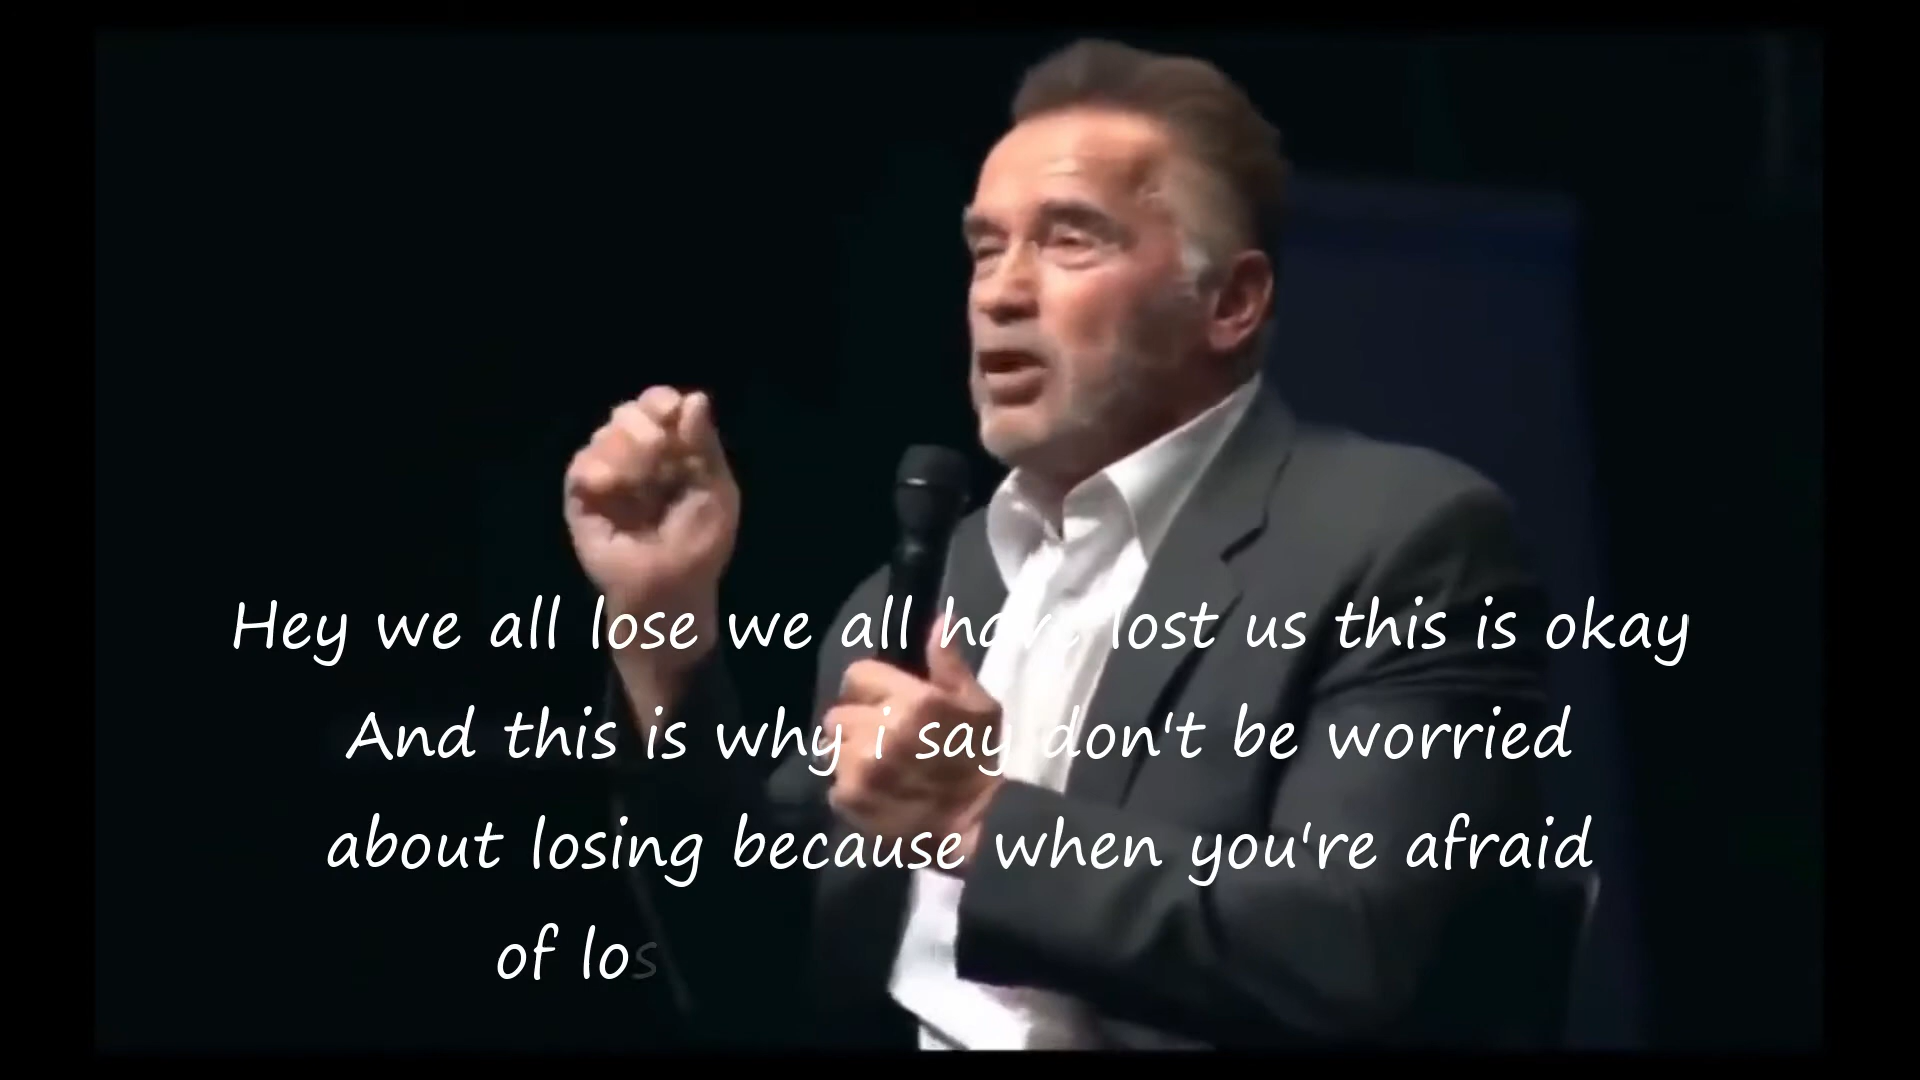 Hey we all lose we all have lost us this is okay
And this is why i say don't be worried
about losing because when you're afraid
of los